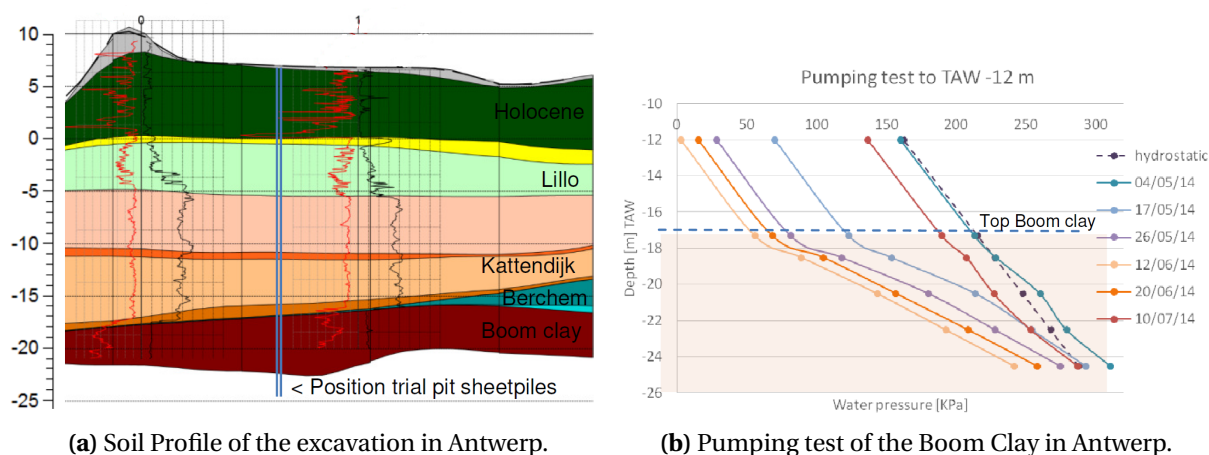 0
1
10
5
0
-5
-10
-15
-20
-25
Holocene
Lillo
Kattendijk
Berchem
Boom clay
< Position trial pit sheetpiles
(a) Soil Profile of the excavation in Antwerp.
Pumping test to TAW -12 m
0
50
100
150
200
250
300
-10
-12
-14
-16
-18
-20
-22
-24
-26
Depth [m] TAW
Top Boom clay
hydrostatic
04/05/14
17/05/14
26/05/14
12/06/14
20/06/14
10/07/14
Water pressure [KPa]
(b) Pumping test of the Boom Clay in Antwerp.